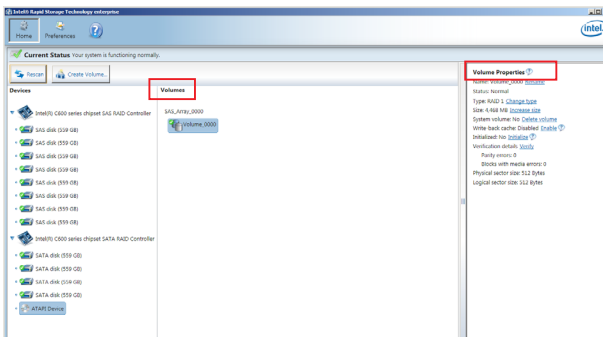 Intel® Rapid Storage Technology enterprise
Home
Preferences
intel
Current Status Your system is functioning normally.
Rescan
Create Volume...
Devices
Intel(R) C600 series chipset SAS RAID Controller
SAS disk (559 GB)
SAS disk (559 GB)
SAS disk (559 GB)
SAS disk (559 GB)
SAS disk (559 GB)
SAS disk (559 GB)
SAS disk (559 GB)
SAS disk (559 GB)
Intel(R) C600 series chipset SATA RAID Controller
SATA disk (559 GB)
SATA disk (559 GB)
SATA disk (559 GB)
SATA disk (559 GB)
ATAPI Device
Volumes
SAS_Array_0000
Volume_0000
Volume Properties ?
Name: Volume_0000 Rename
Status: Normal
Type: RAID 1 Change type
Size: 4,468 MB Increase size
System volume: No Delete volume
Write-back cache: Disabled Enable ?
Initialized: No Initialize ?
Verification details Verify
Parity errors: 0
Blocks with media errors: 0
Physical sector size: 512 Bytes
Logical sector size: 512 Bytes